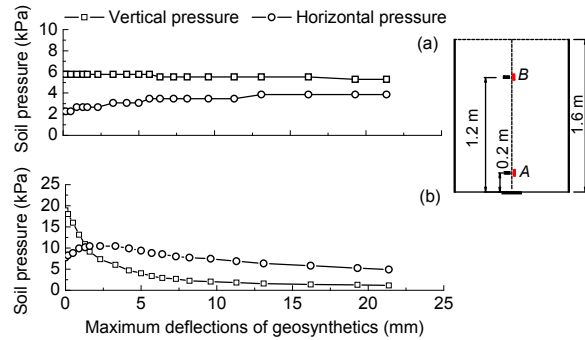 Vertical pressure
Horizontal pressure
Soil pressure (kPa)
10
8
6
4
2
0
(a)
B
A
1.2 m
0.2 m
1.6 m
Soil pressure (kPa)
25
20
15
10
5
0
(b)
0 5 10 15 20 25
Maximum deflections of geosynthetics (mm)